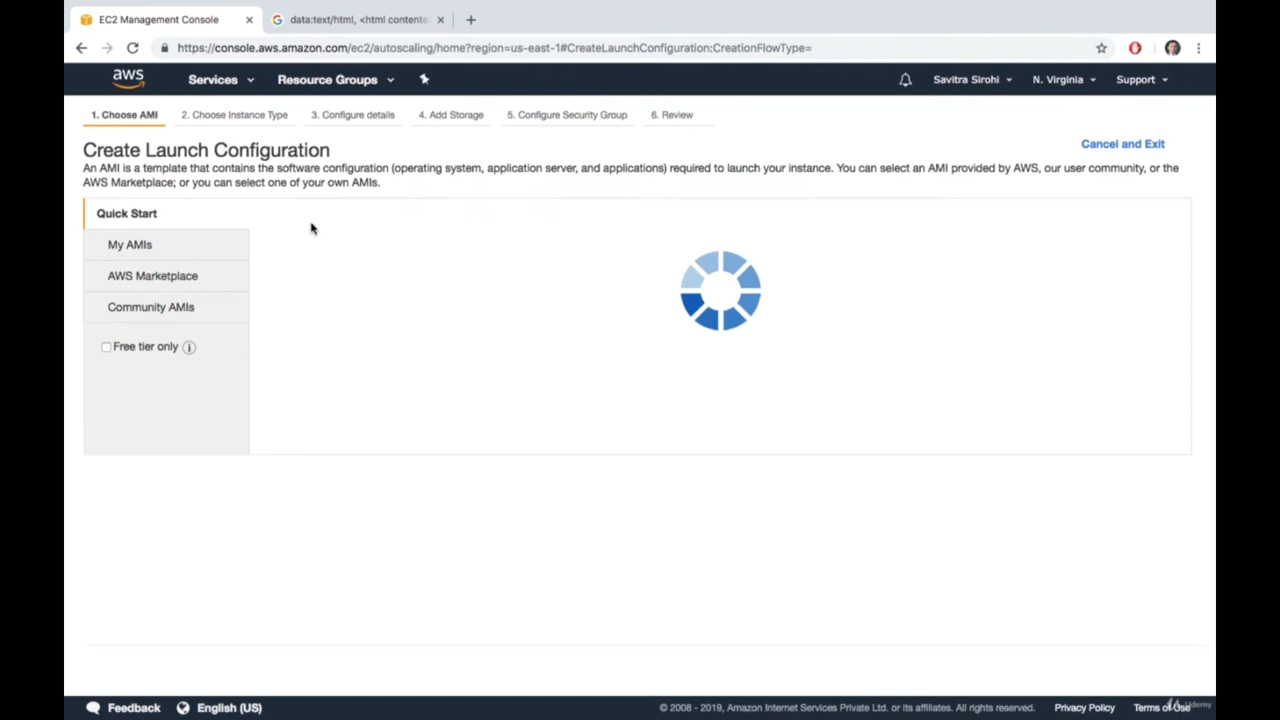 EC2 Management Console
data:text/html, <html contente
https://console.aws.amazon.com/ec2/autoscaling/home?region=us-east-1#CreateLaunchConfiguration:CreationFlowType=
aws
Services
Resource Groups
Savitra Sirohi
N. Virginia
Support
1. Choose AMI
2. Choose Instance Type
3. Configure details
4. Add Storage
5. Configure Security Group
6. Review
Create Launch Configuration
Cancel and Exit
An AMI is a template that contains the software configuration (operating system, application server, and applications) required to launch your instance. You can select an AMI provided by AWS, our user community, or the
AWS Marketplace; or you can select one of your own AMIs.
Quick Start
My AMIs
AWS Marketplace
Community AMIs
Free tier only
Feedback
English (US)
© 2008 - 2019, Amazon Internet Services Private Ltd. or its affiliates. All rights reserved.
Privacy Policy
Terms of Use
Udemy